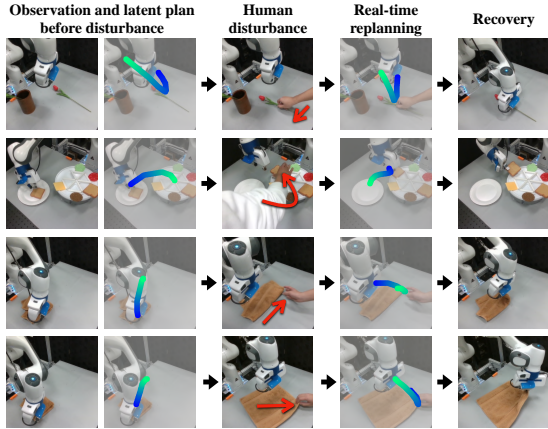 Observation and latent plan
before disturbance
Human
disturbance
Real-time
replanning
Recovery